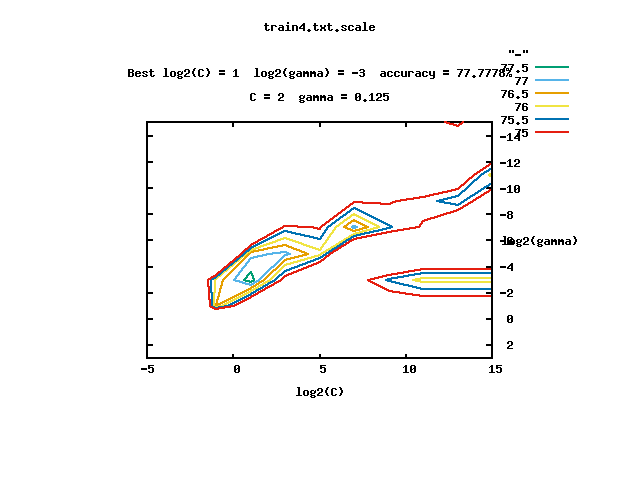 train4.txt.scale
"-"
Best log2(C) = 1  log2(gamma) = -3  accuracy = 77.7778%
77.5
77
C = 2  gamma = 0.125
76.5
76
75.5
75
-14
-12
-10
-8
-6
log2(gamma)
-4
-2
0
2
-5 0 5 10 15
log2(C)